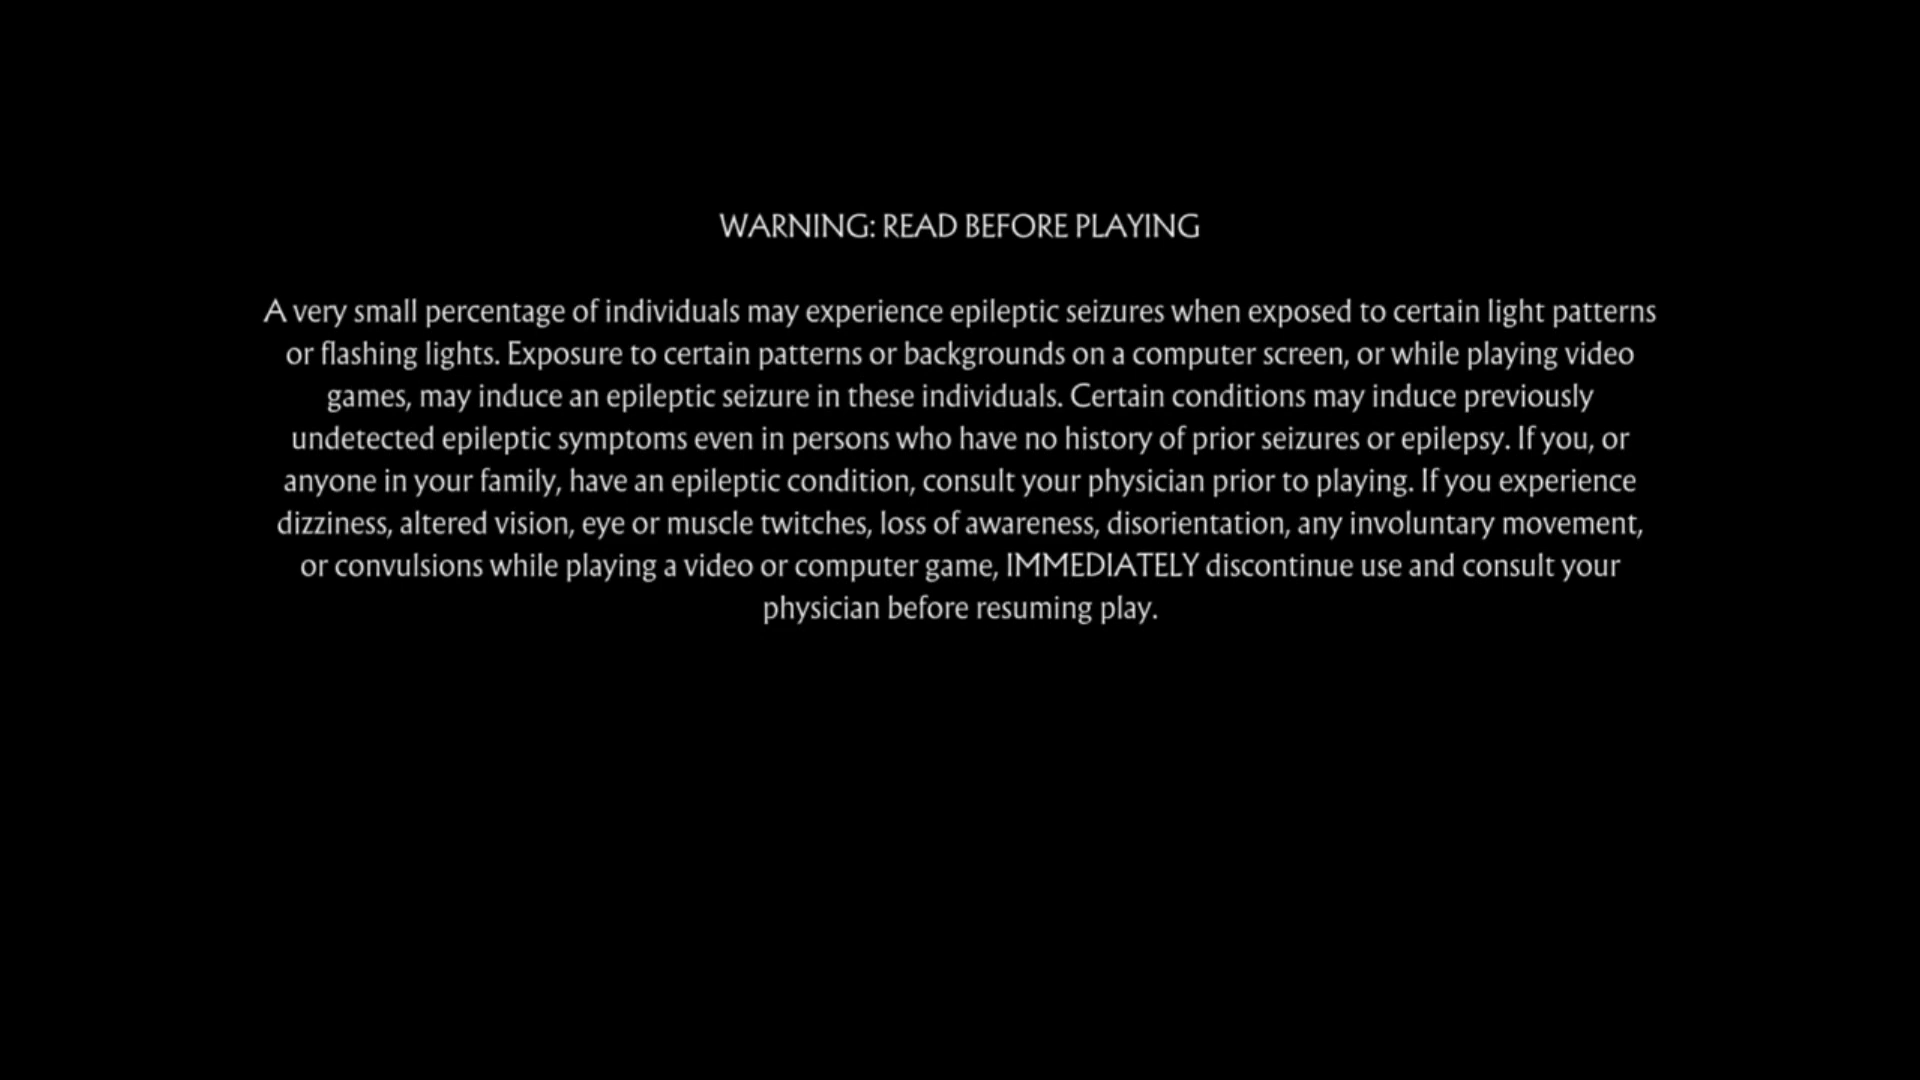 WARNING: READ BEFORE PLAYING
A very small percentage of individuals may experience epileptic seizures when exposed to certain light patterns
or flashing lights. Exposure to certain patterns or backgrounds on a computer screen, or while playing video
games, may induce an epileptic seizure in these individuals. Certain conditions may induce previously
undetected epileptic symptoms even in persons who have no history of prior seizures or epilepsy. If you, or
anyone in your family, have an epileptic condition, consult your physician prior to playing. If you experience
dizziness, altered vision, eye or muscle twitches, loss of awareness, disorientation, any involuntary movement,
or convulsions while playing a video or computer game, IMMEDIATELY discontinue use and consult your
physician before resuming play.